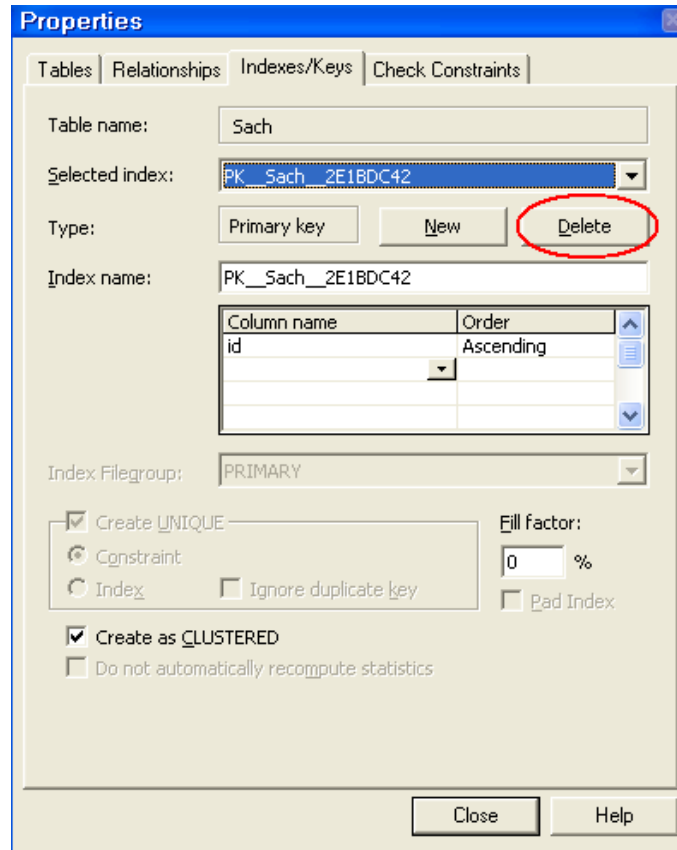 Properties
Tables Relationships Indexes/Keys Check Constraints
Table name: Sach
Selected index: PK__Sach__2E1BDC42
Type: Primary key New Delete
Index name: PK__Sach__2E1BDC42
Column name Order
id Ascending
Index Filegroup: PRIMARY
Create UNIQUE Fill factor:
Constraint 0 %
Index Ignore duplicate key Pad Index
Create as CLUSTERED
Do not automatically recompute statistics
Close Help